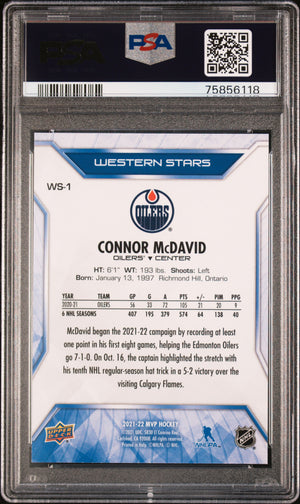 PSA
75856118
WESTERN STARS
WS-1
OILERS
CONNOR McDAVID
OILERS ♥ CENTER
HT: 6'1" WT: 193 lbs. Shoots: Left
Born: January 13, 1997 Richmond Hill, Ontario
YEAR TEAM GP G A PTS +/- PIM PPG
2020-21 OILERS 56 33 72 105 21 20 9
6 NHL SEASONS 407 195 379 574 64 138 40
McDavid began the 2021-22 campaign by recording at least
one point in his first eight games, helping the Edmonton Oilers
go 7-1-0. On Oct. 16, the captain highlighted the stretch with
his tenth NHL regular-season hat trick in a 5-2 victory over the
visiting Calgary Flames.
UPPER DECK
2021-22 MVP HOCKEY
NHLPA
NHL